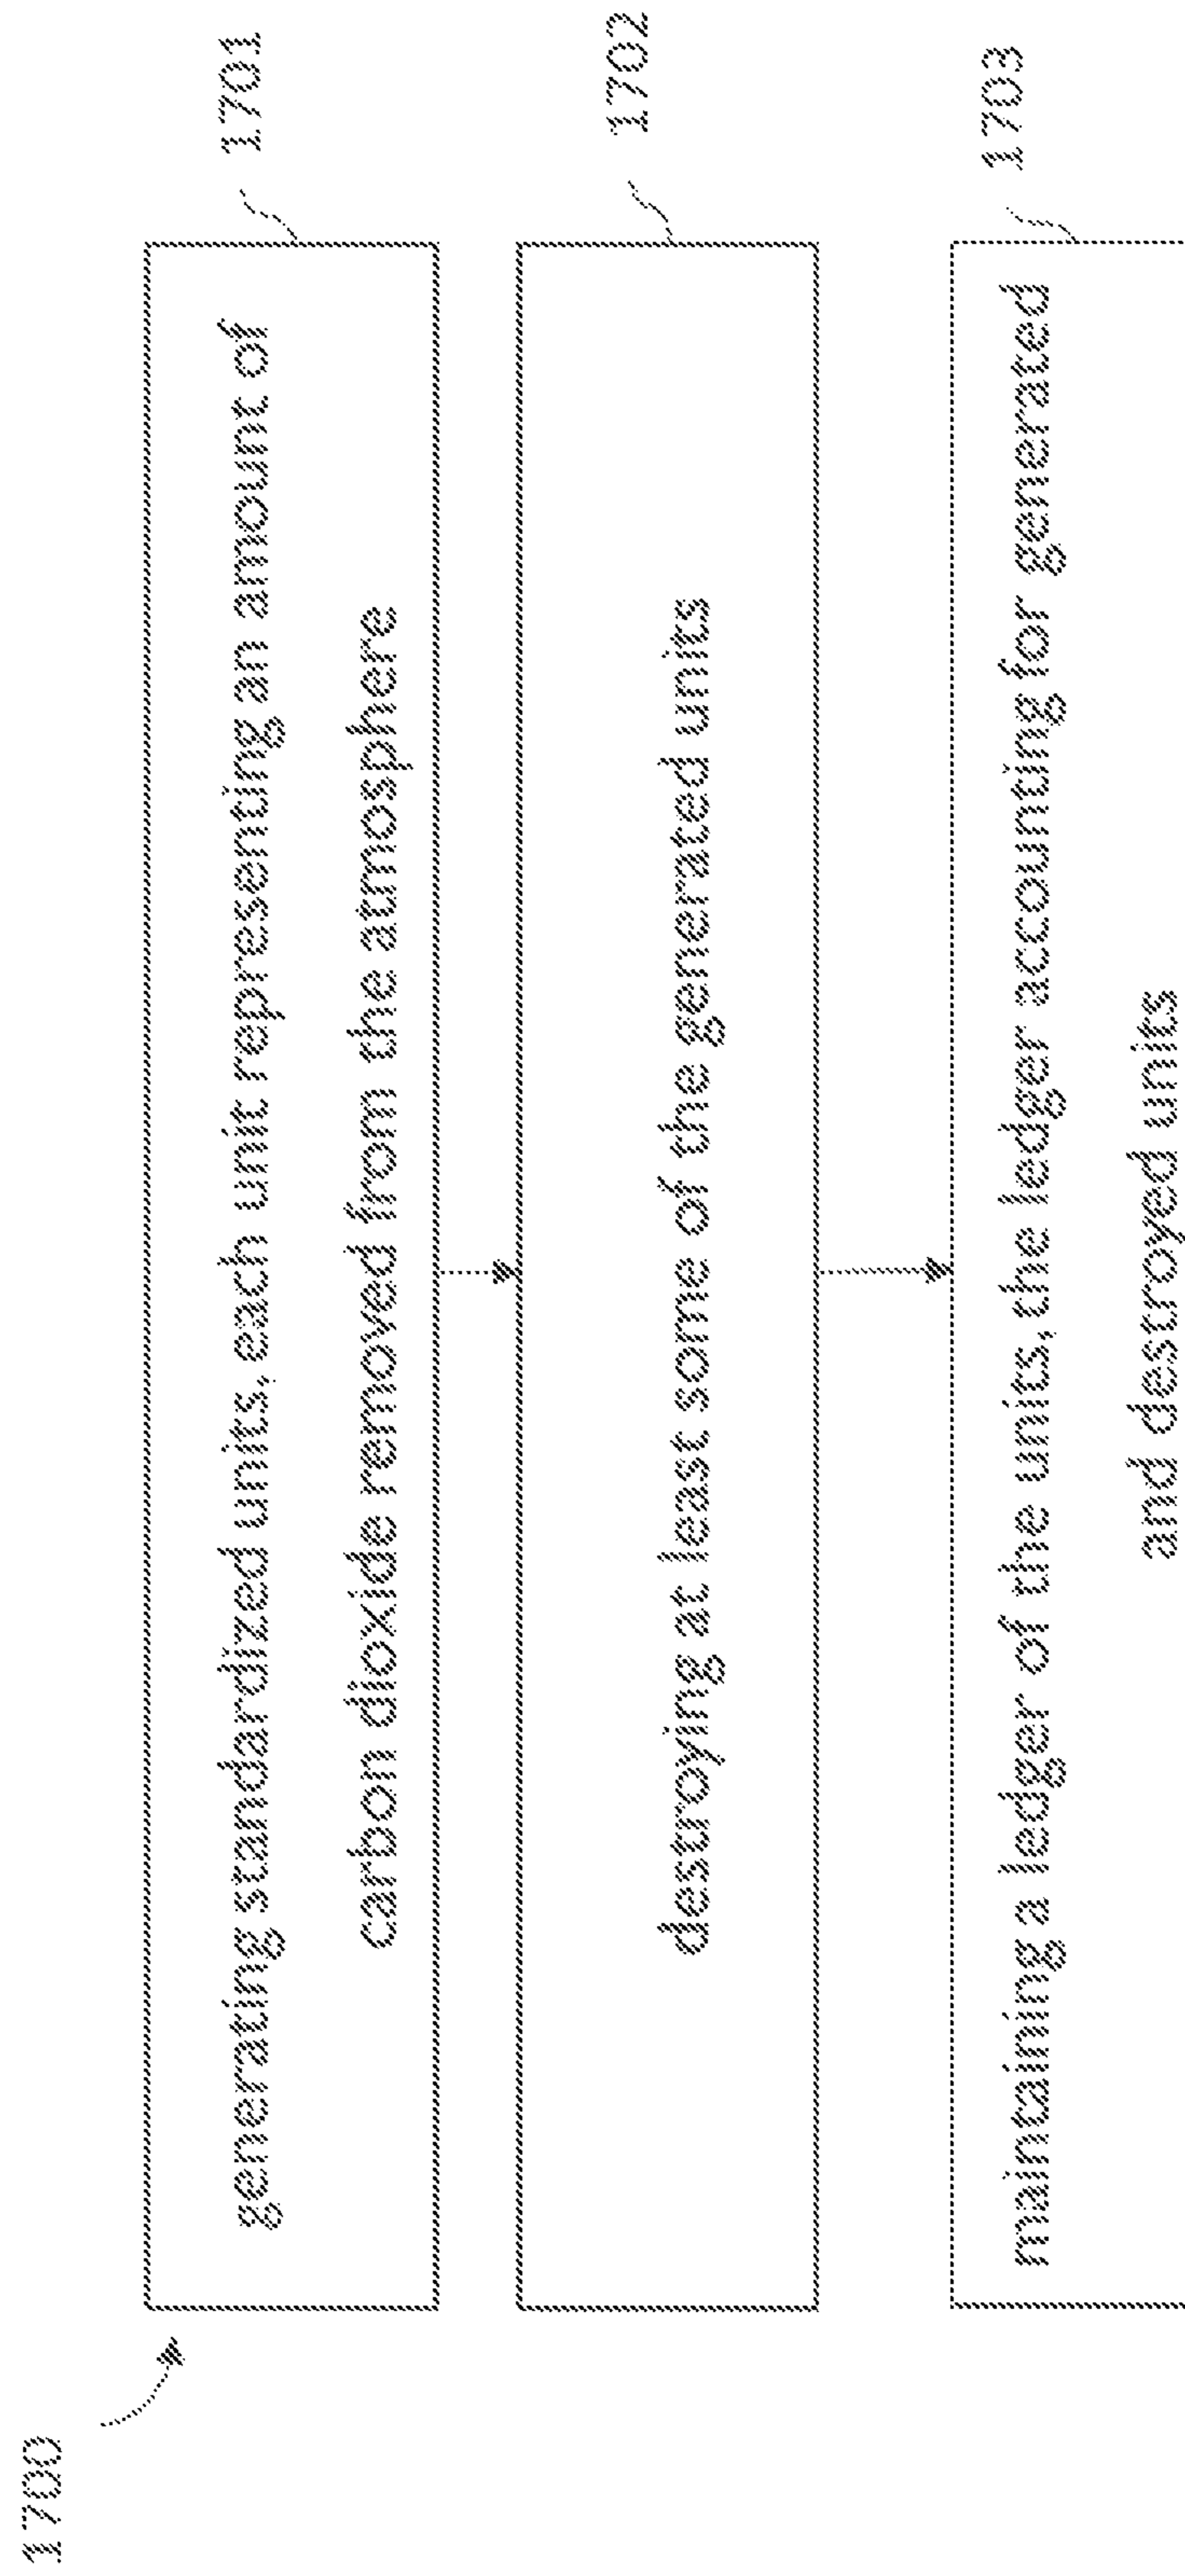 1700
generating standardized units, each unit representing an amount of
carbon dioxide removed from the atmosphere
1701
destroying at least some of the generated units
1702
maintaining a ledger of the units, the ledger accounting for generated
and destroyed units
1703